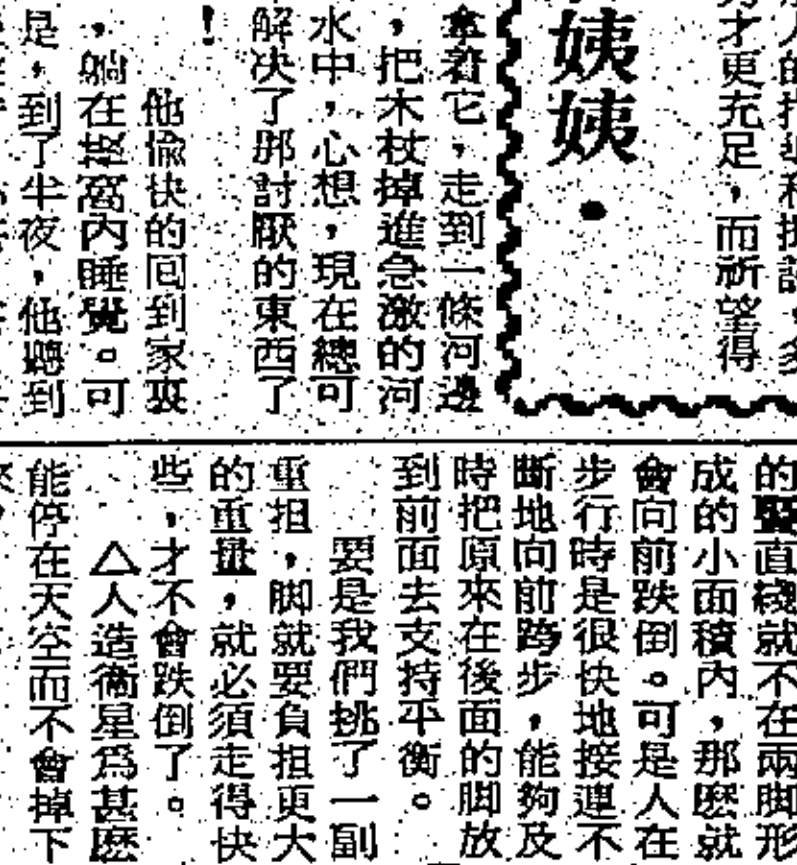 才更充足，而祈望得
姨姨·
拿着它，走到一條河邊
，把木杖掉進急激的河
水中，心想，現在總可
解决了那討厭的東西了
！
他愉快的囘到家裏
，躺在被窩內睡覺。可
是，到了半夜，他聽到
的豎直綫就不在兩脚形
成的小面積內，那麽就
會向前跌倒。可是人在
步行時是很快地接連不
斷地向前跨步，能夠及
時把原來在後面的脚放
到前面去支持平衡。
要是我們挑了一副
重担，脚就要負担更大
的重量，就必須走得快
些，才不會跌倒了。
△人造衞星爲甚麽
能停在天空而不會掉下